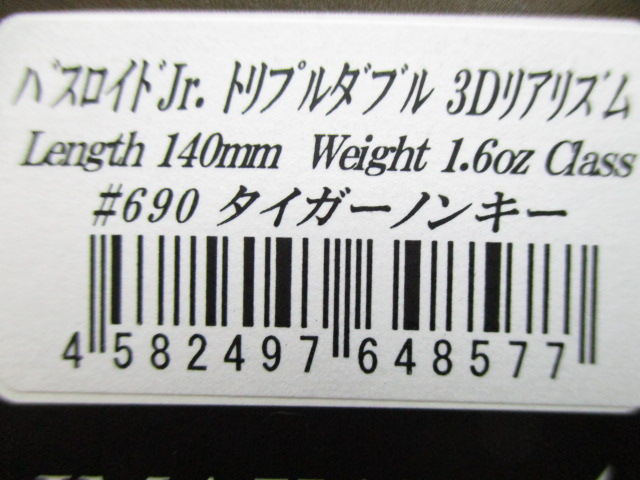 バスロイドJr. トリプルダブル 3Dリアリズム
Length 140mm Weight 1.6oz Class
#690 タイガーノンキー
4 582497 648577